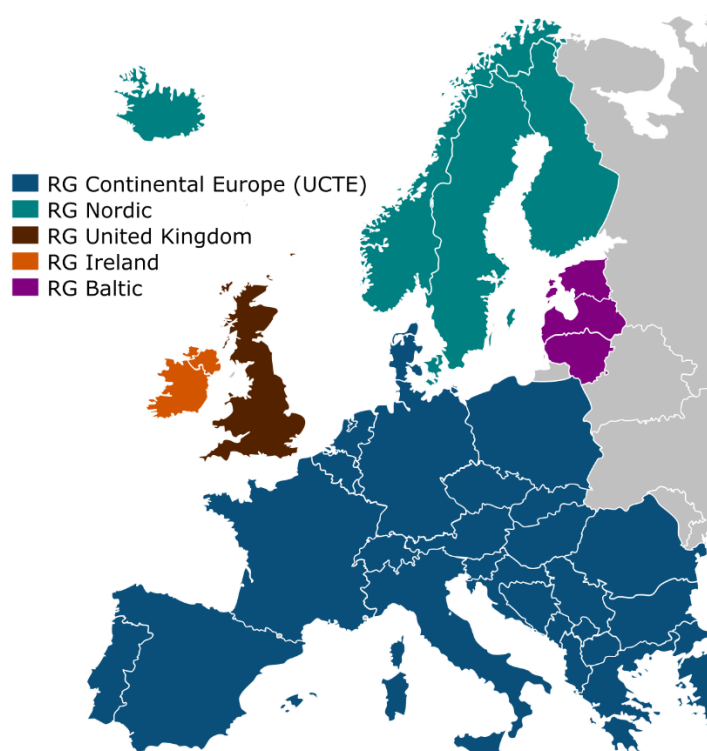 RG Continental Europe (UCTE)
RG Nordic
RG United Kingdom
RG Ireland
RG Baltic